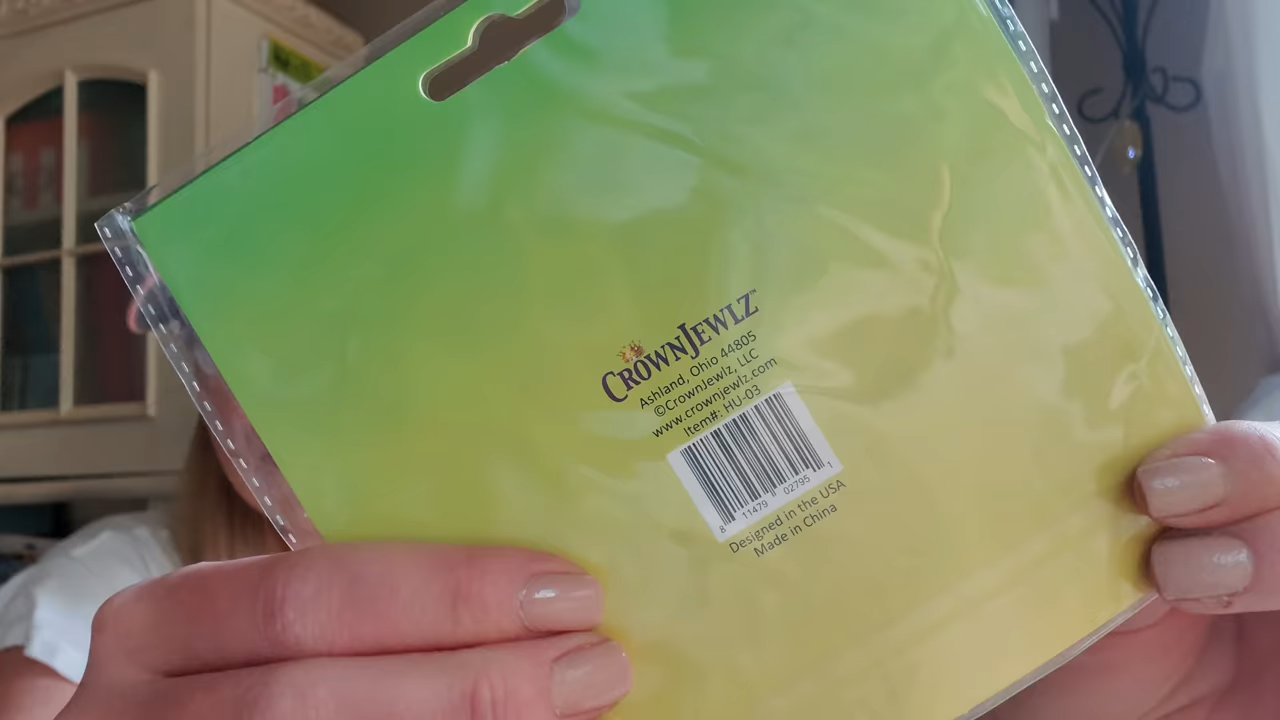 CROWNJEWLZ™
Ashland, Ohio 44805
©CrownJewlz, LLC
www.crownjewlz.com
Item#: HU-03
8 11479 02795 1
Designed in the USA
Made in China